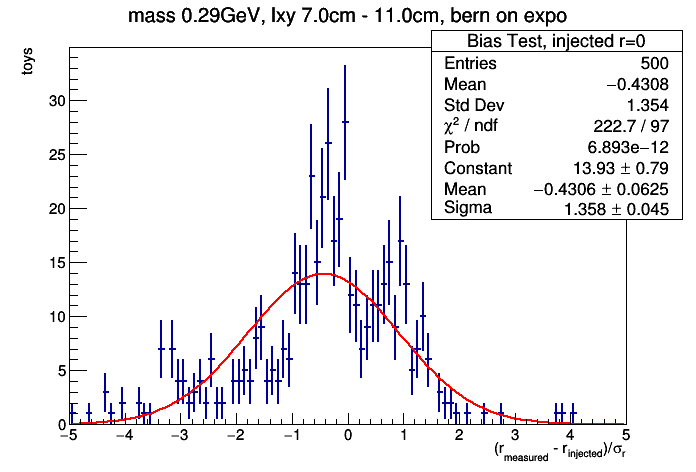 mass 0.29GeV, lxy 7.0cm - 11.0cm, bern on expo
toys
Bias Test, injected r=0
Entries 500
Mean −0.4308
Std Dev 1.354
χ² / ndf 222.7 / 97
Prob 6.893e−12
Constant 13.93 ± 0.79
Mean −0.4306 ± 0.0625
Sigma 1.358 ± 0.045
30
25
20
15
10
5
0
−5 −4 −3 −2 −1 0 1 2 3 4 5
(r_measured - r_injected)/σ_r